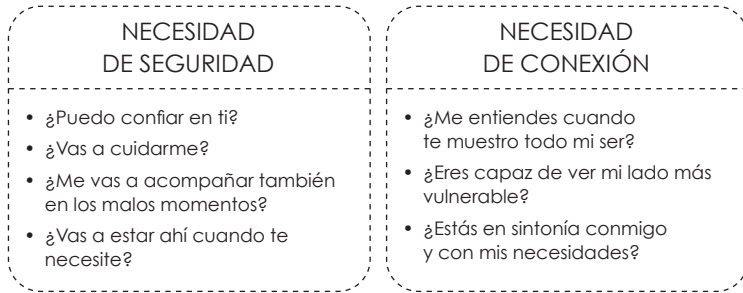 NECESIDAD
DE SEGURIDAD
• ¿Puedo confiar en ti?
• ¿Vas a cuidarme?
• ¿Me vas a acompañar también
en los malos momentos?
• ¿Vas a estar ahí cuando te
necesite?
NECESIDAD
DE CONEXIÓN
• ¿Me entiendes cuando
te muestro todo mi ser?
• ¿Eres capaz de ver mi lado más
vulnerable?
• ¿Estás en sintonía conmigo
y con mis necesidades?